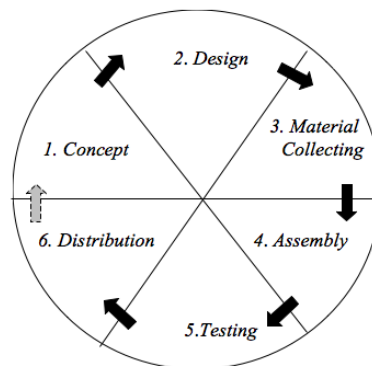 1. Concept
2. Design
3. Material
Collecting
4. Assembly
5.Testing
6. Distribution